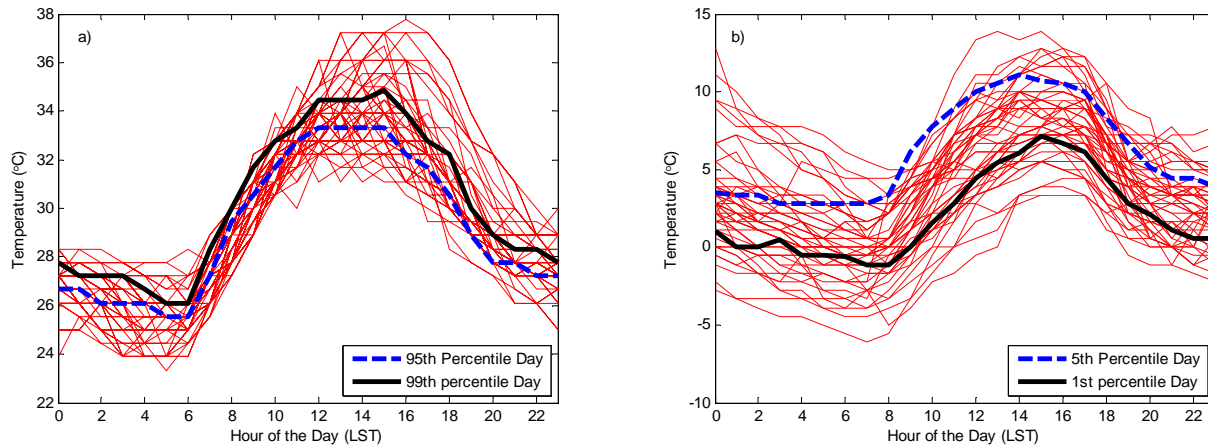 a)
38
36
34
32
30
28
26
24
22
Temperature (°C)
0 2 4 6 8 10 12 14 16 18 20 22
Hour of the Day (LST)
95th Percentile Day
99th percentile Day
b)
15
10
5
0
-5
-10
Temperature (°C)
0 2 4 6 8 10 12 14 16 18 20 22
Hour of the Day (LST)
5th Percentile Day
1st percentile Day